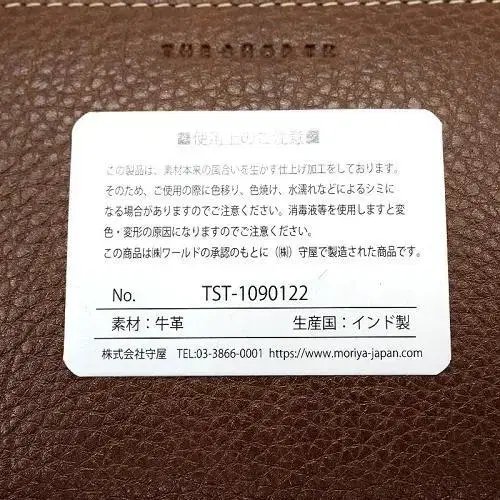 THE SHOP TK
※使用上のご注意※
この製品は、素材本来の風合いを生かす仕上げ加工をしております。
そのため、ご使用の際に色移り、色焼け、水濡れなどによるシミに
なる場合がありますのでご注意ください。消毒液等を使用しますと変
色・変形の原因になりますのでご注意ください。
この商品は㈱ワールドの承認のもとに（㈱）守屋で製造された商品です。
No. TST-1090122
素材：牛革 生産国：インド製
株式会社守屋 TEL:03-3866-0001 https://www.moriya-japan.com